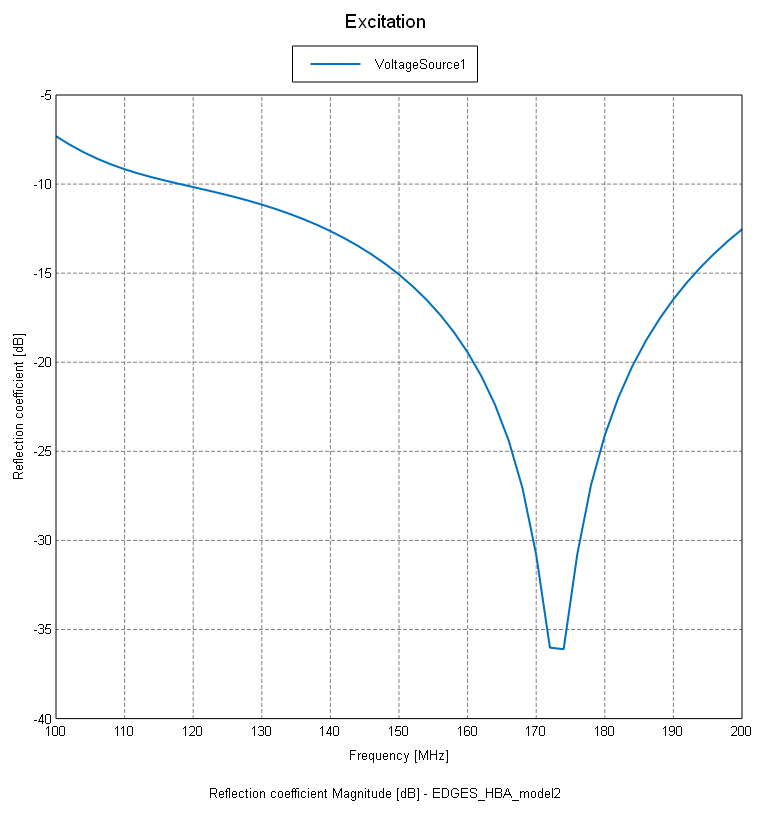 Excitation
VoltageSource1
-5
-10
-15
-20
-25
-30
-35
-40
Reflection coefficient [dB]
100 110 120 130 140 150 160 170 180 190 200
Frequency [MHz]
Reflection coefficient Magnitude [dB] - EDGES_HBA_model2